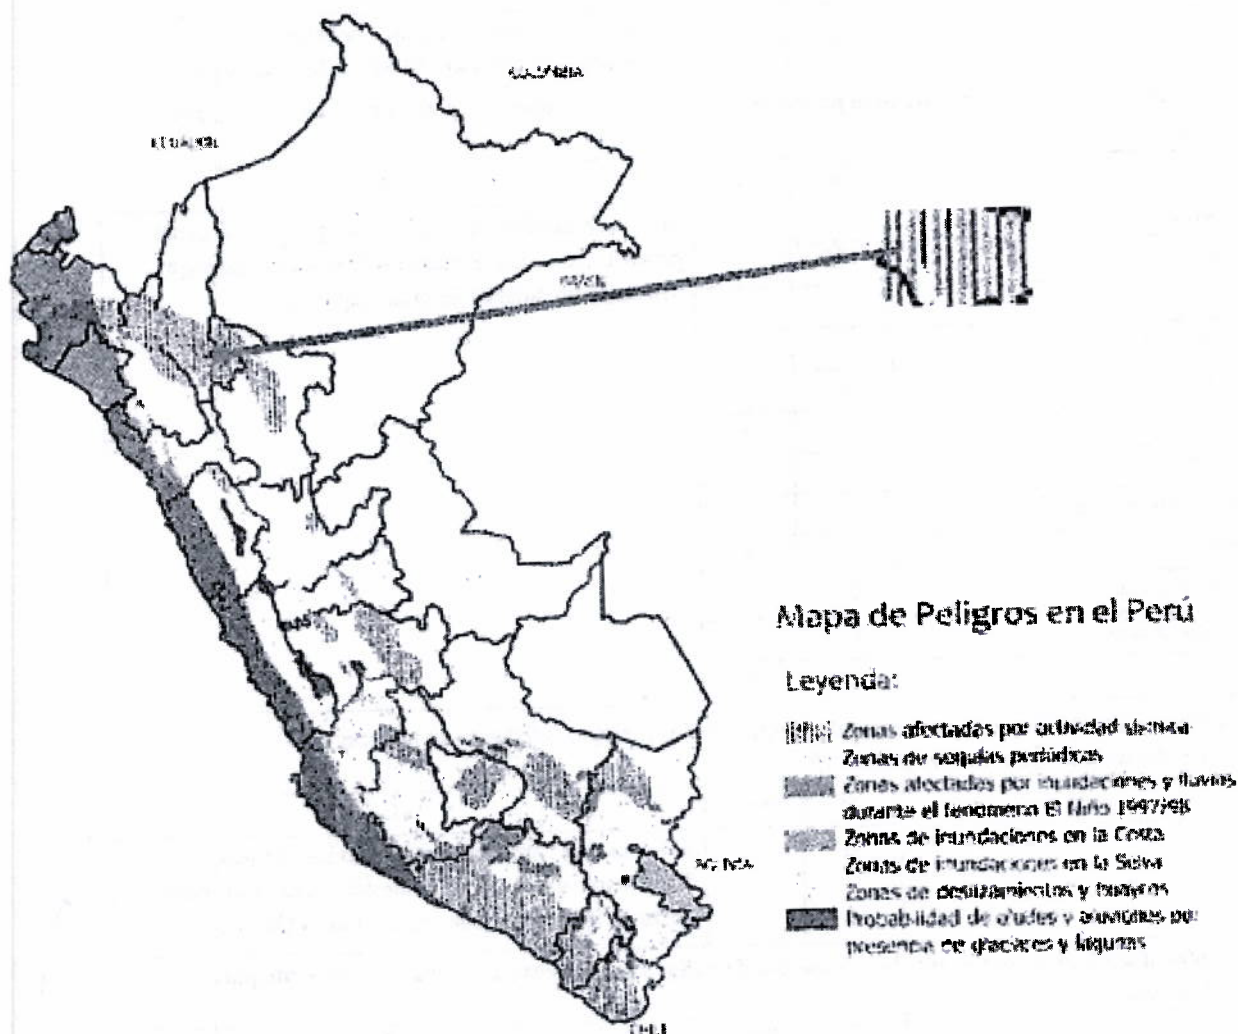 COLOMBIA
ECUADOR
BRASIL
Mapa de Peligros en el Perú
Leyenda:
Zonas afectadas por actividad sísmica
Zonas de sequías periódicas
Zonas afectadas por inundaciones y lluvias
durante el fenómeno El Niño 1997/98
Zonas de inundaciones en la Costa
Zonas de inundaciones en la Selva
Zonas de deslizamientos y huaycos
Probabilidad de aludes y aluviones por
presencia de glaciares y lagunas
BOLIVIA
CHILE